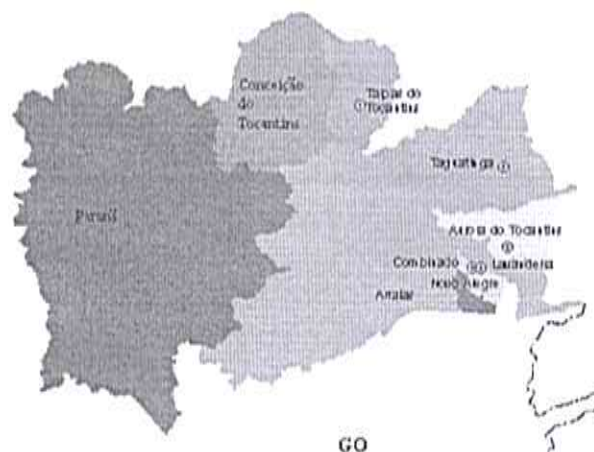 Conceição
do
Tocantins
Taipas do
Tocantins
Taguatinga
Paranã
Aurora do Tocantins
Combinado
Lavandeira
Novo Alegre
Arraias
GO